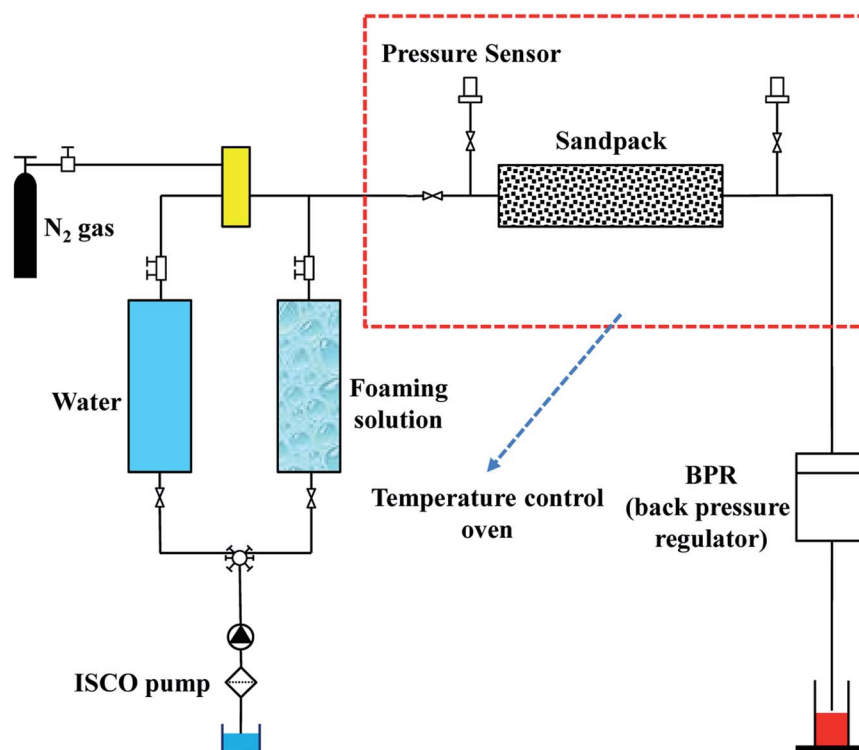 Pressure Sensor
Sandpack
N₂ gas
Water
Foaming
solution
Temperature control
oven
BPR
(back pressure
regulator)
ISCO pump